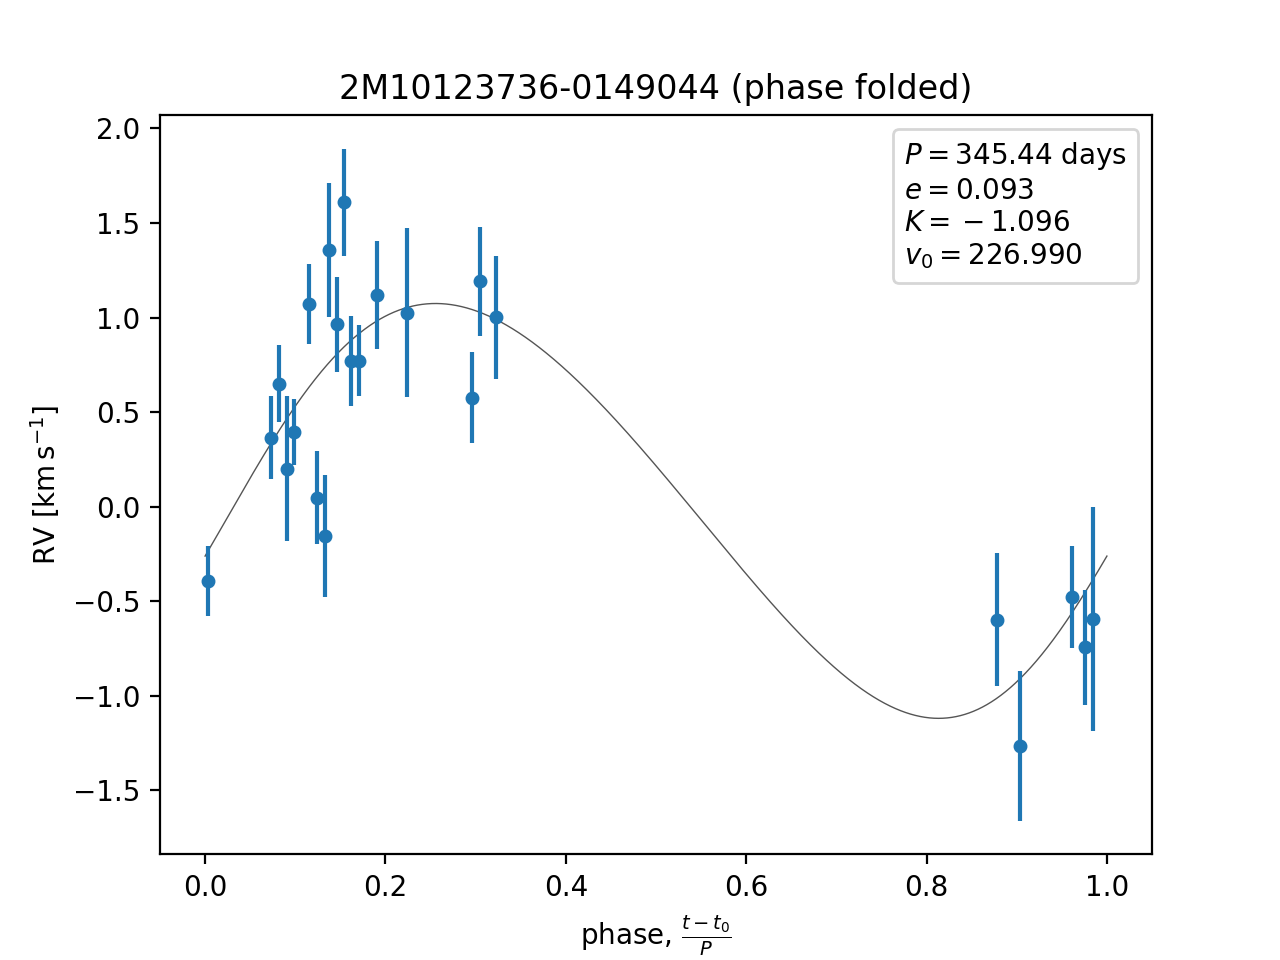 2M10123736-0149044 (phase folded)
P = 345.44 days
e = 0.093
K = −1.096
v₀ = 226.990
2.0
1.5
1.0
0.5
0.0
−0.5
−1.0
−1.5
RV [km s⁻¹]
0.0 0.2 0.4 0.6 0.8 1.0
phase, (t − t₀)/P